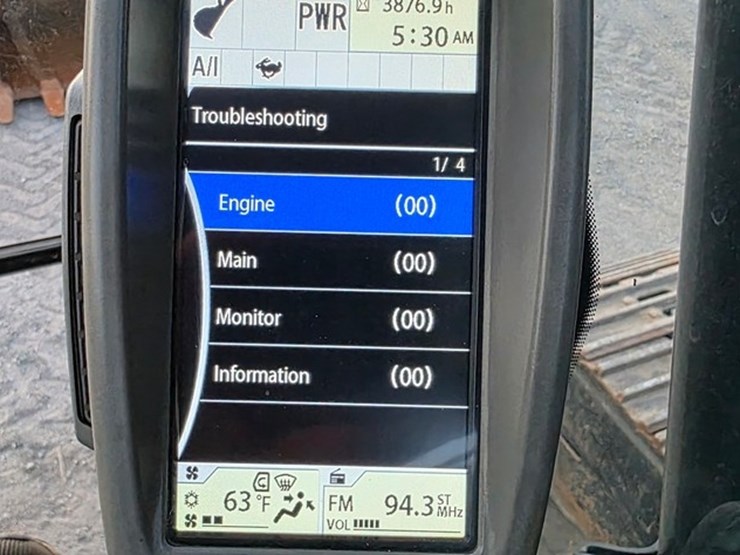 PWR
3876.9h
5:30 AM
A/I
Troubleshooting
1/ 4
Engine (00)
Main (00)
Monitor (00)
Information (00)
63°F
FM 94.3 ST MHz
VOL